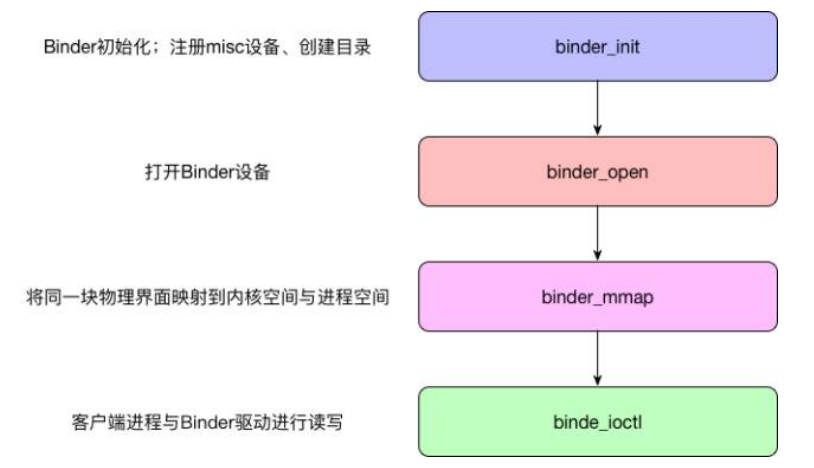 Binder初始化；注册misc设备、创建目录
binder_init
打开Binder设备
binder_open
将同一块物理界面映射到内核空间与进程空间
binder_mmap
客户端进程与Binder驱动进行读写
binde_ioctl